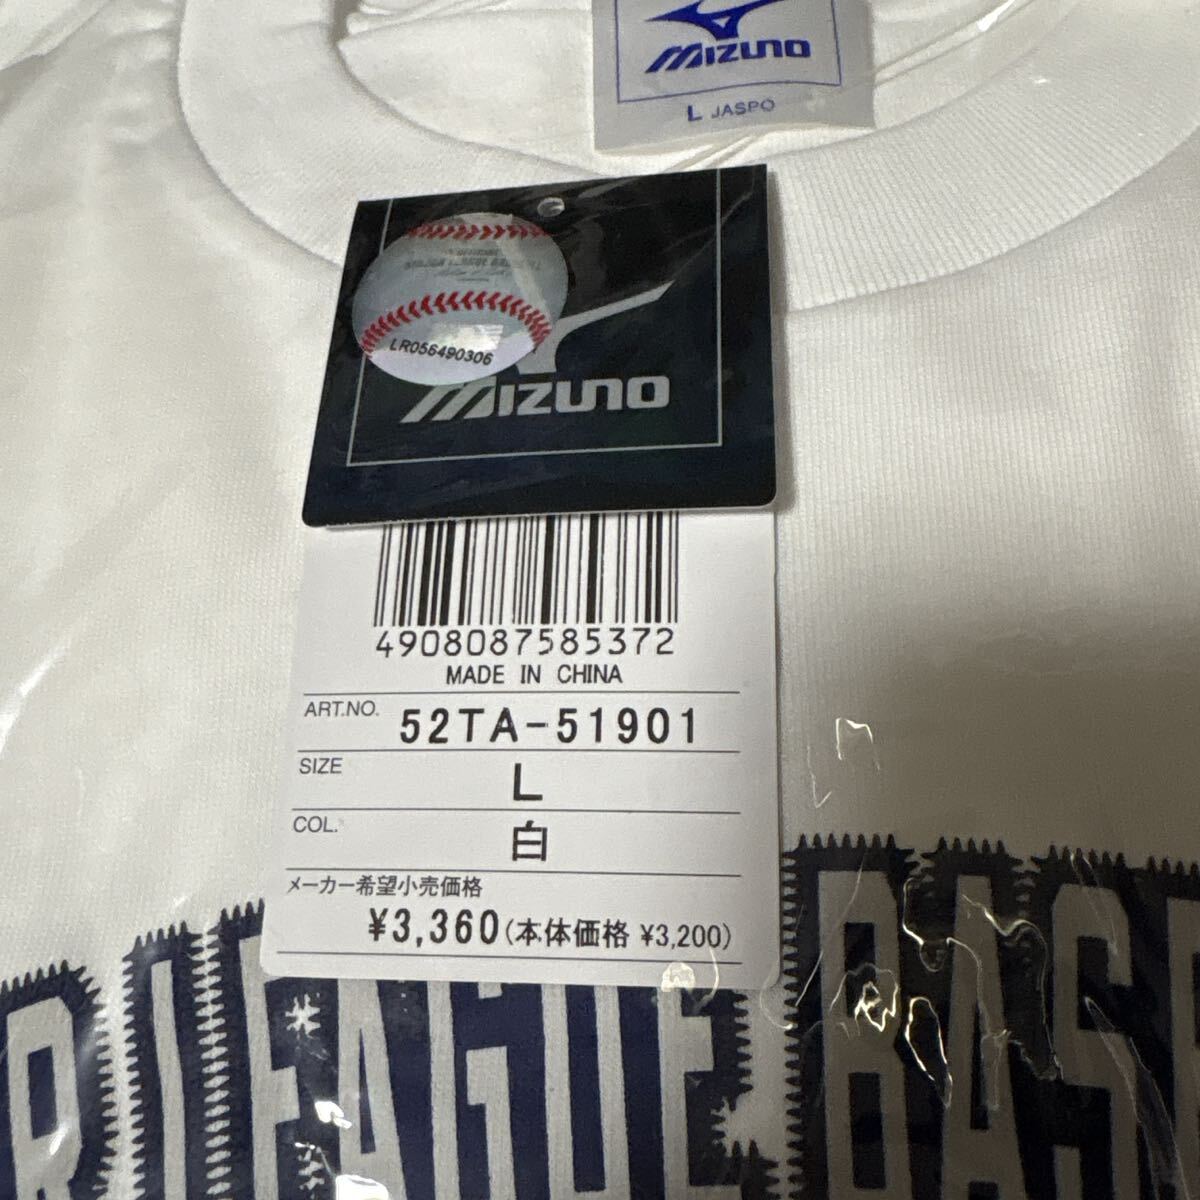 MIZUNO
L JASPO
LR056490306
MIZUNO
4908087585372
MADE IN CHINA
ART.NO. 52TA-51901
SIZE L
COL. 白
メーカー希望小売価格
¥3,360(本体価格 ¥3,200)
R LEAGUE BAS